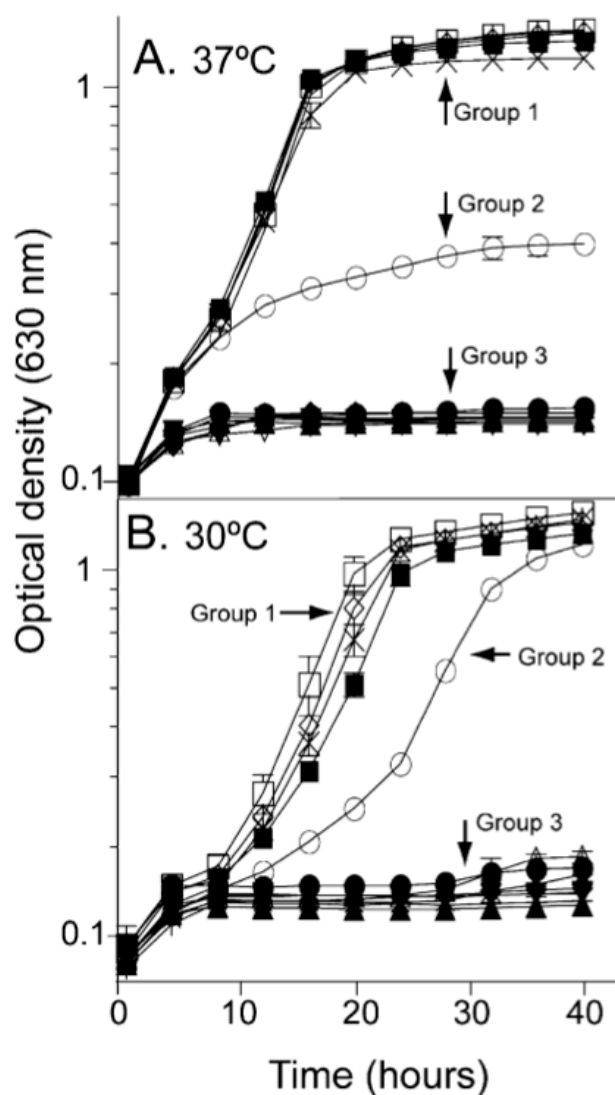 A. 37ºC
1
Group 1
Group 2
Group 3
0.1
B. 30ºC
1
Group 1
Group 2
Group 3
0.1
0 10 20 30 40
Time (hours)
Optical density (630 nm)